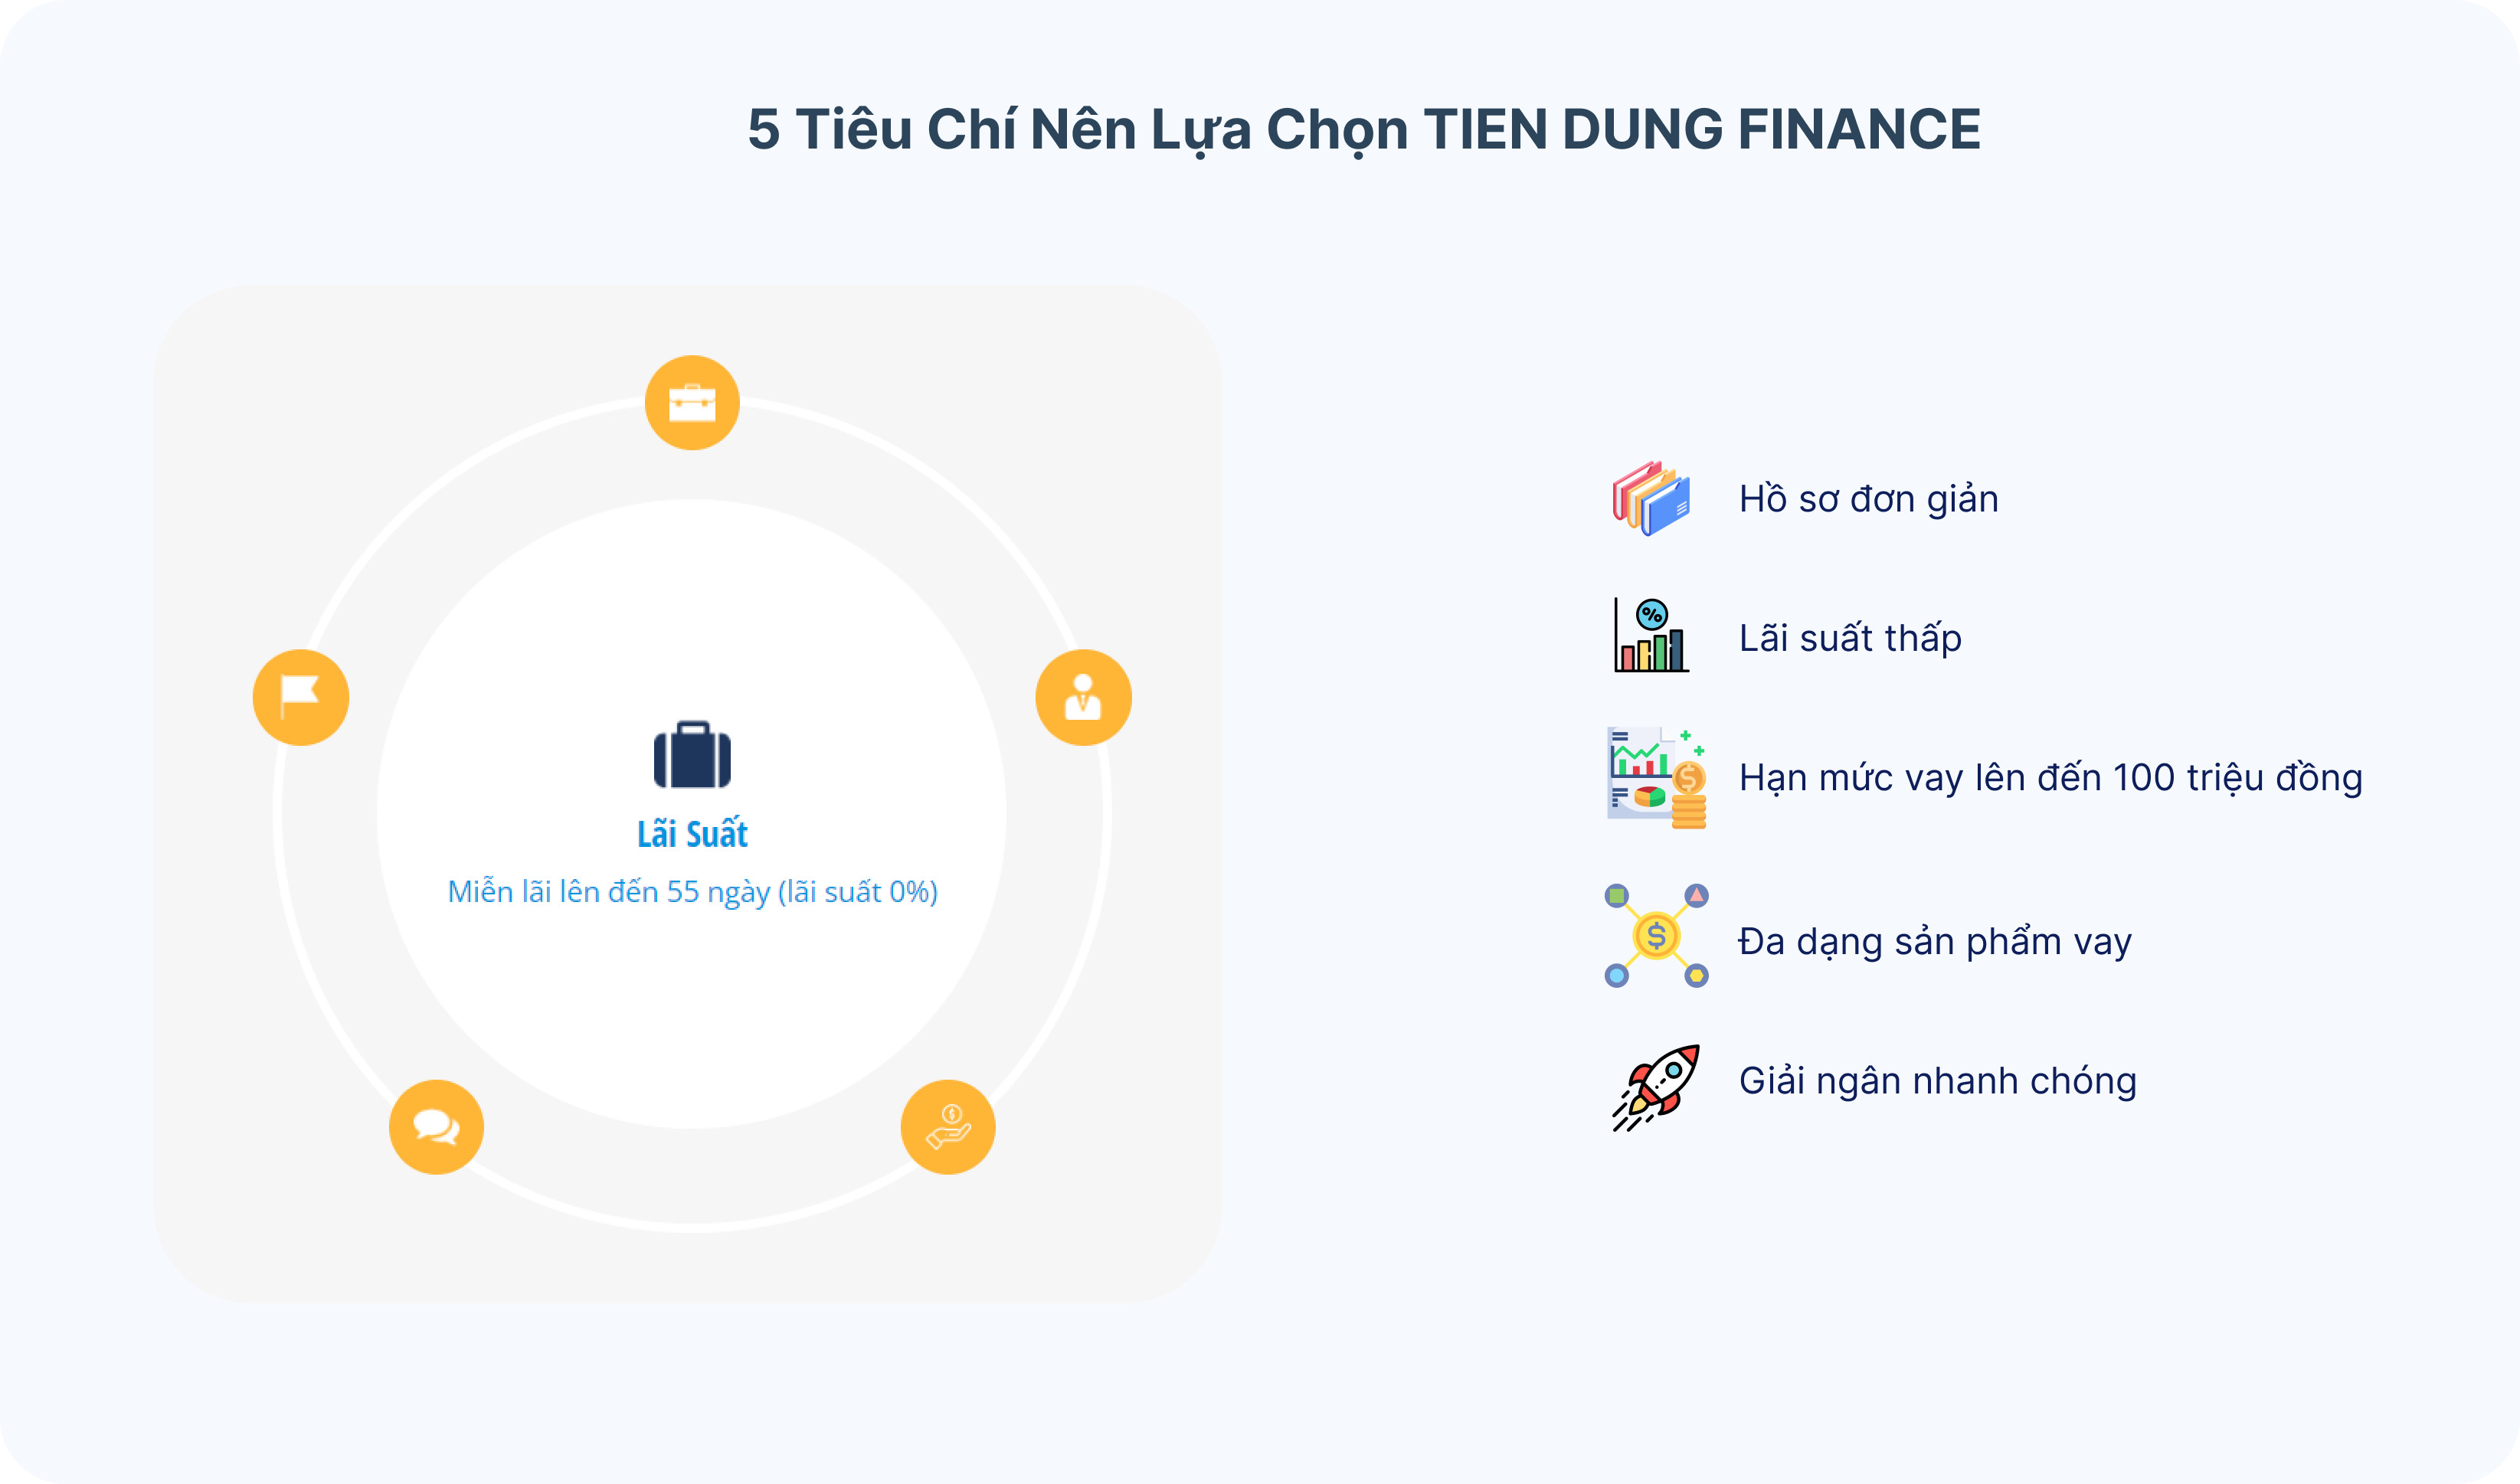 5 Tiêu Chí Nên Lựa Chọn TIEN DUNG FINANCE
Lãi Suất
Miễn lãi lên đến 55 ngày (lãi suất 0%)
Hồ sơ đơn giản
Lãi suất thấp
Hạn mức vay lên đến 100 triệu đồng
Đa dạng sản phẩm vay
Giải ngân nhanh chóng